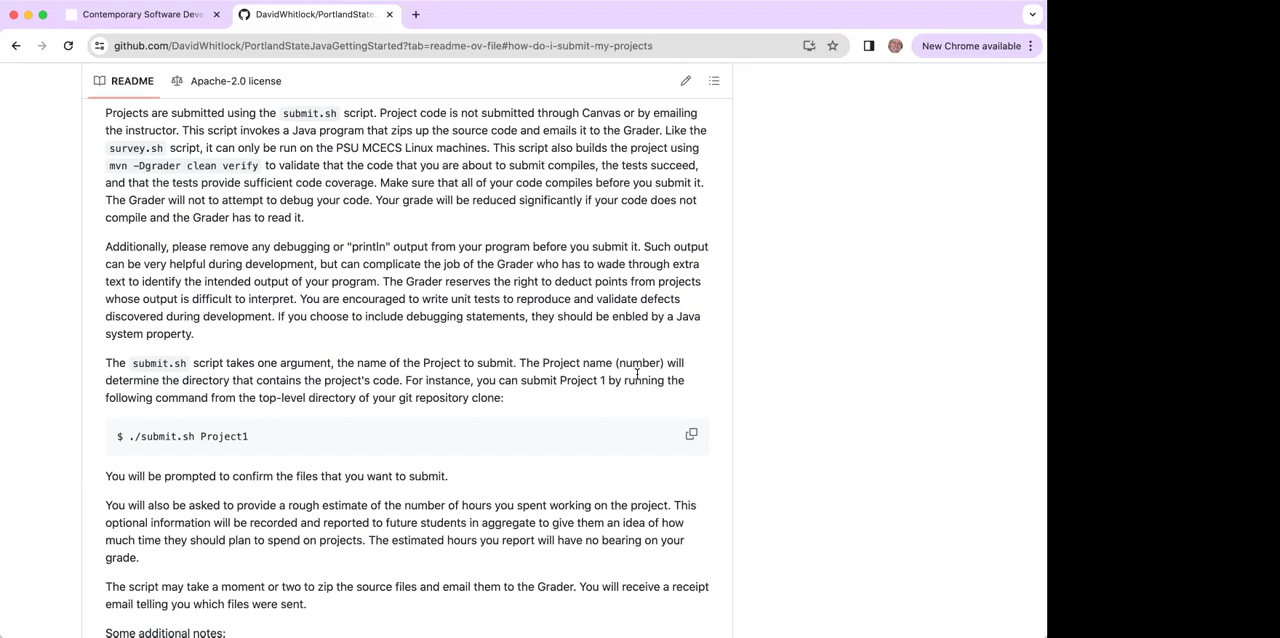 Contemporary Software Deve
DavidWhitlock/PortlandState
github.com/DavidWhitlock/PortlandStateJavaGettingStarted?tab=readme-ov-file#how-do-i-submit-my-projects
New Chrome available
README
Apache-2.0 license
Projects are submitted using the submit.sh script. Project code is not submitted through Canvas or by emailing
the instructor. This script invokes a Java program that zips up the source code and emails it to the Grader. Like the
survey.sh script, it can only be run on the PSU MCECS Linux machines. This script also builds the project using
mvn -Dgrader clean verify to validate that the code that you are about to submit compiles, the tests succeed,
and that the tests provide sufficient code coverage. Make sure that all of your code compiles before you submit it.
The Grader will not to attempt to debug your code. Your grade will be reduced significantly if your code does not
compile and the Grader has to read it.
Additionally, please remove any debugging or "println" output from your program before you submit it. Such output
can be very helpful during development, but can complicate the job of the Grader who has to wade through extra
text to identify the intended output of your program. The Grader reserves the right to deduct points from projects
whose output is difficult to interpret. You are encouraged to write unit tests to reproduce and validate defects
discovered during development. If you choose to include debugging statements, they should be enbled by a Java
system property.
The submit.sh script takes one argument, the name of the Project to submit. The Project name (number) will
determine the directory that contains the project's code. For instance, you can submit Project 1 by running the
following command from the top-level directory of your git repository clone:
$ ./submit.sh Project1
You will be prompted to confirm the files that you want to submit.
You will also be asked to provide a rough estimate of the number of hours you spent working on the project. This
optional information will be recorded and reported to future students in aggregate to give them an idea of how
much time they should plan to spend on projects. The estimated hours you report will have no bearing on your
grade.
The script may take a moment or two to zip the source files and email them to the Grader. You will receive a receipt
email telling you which files were sent.
Some additional notes: